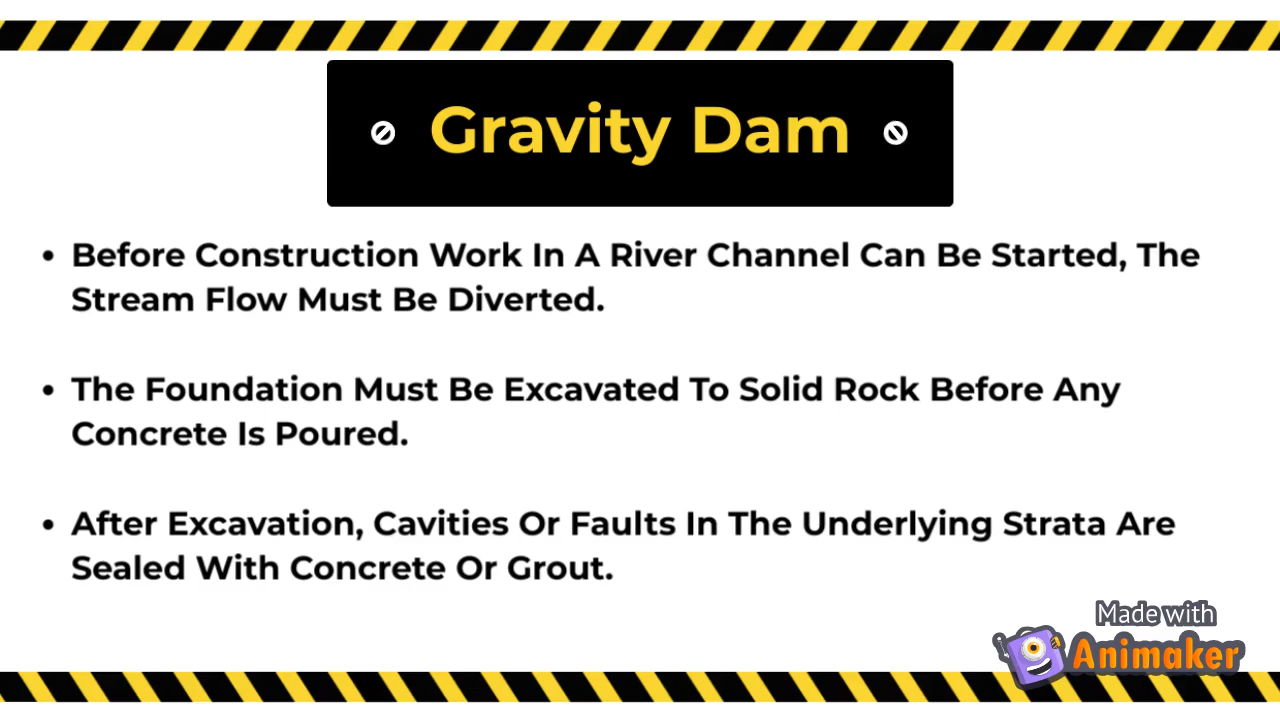 Gravity Dam
• Before Construction Work In A River Channel Can Be Started, The
Stream Flow Must Be Diverted.
• The Foundation Must Be Excavated To Solid Rock Before Any
Concrete Is Poured.
• After Excavation, Cavities Or Faults In The Underlying Strata Are
Sealed With Concrete Or Grout.
Made with
Animaker